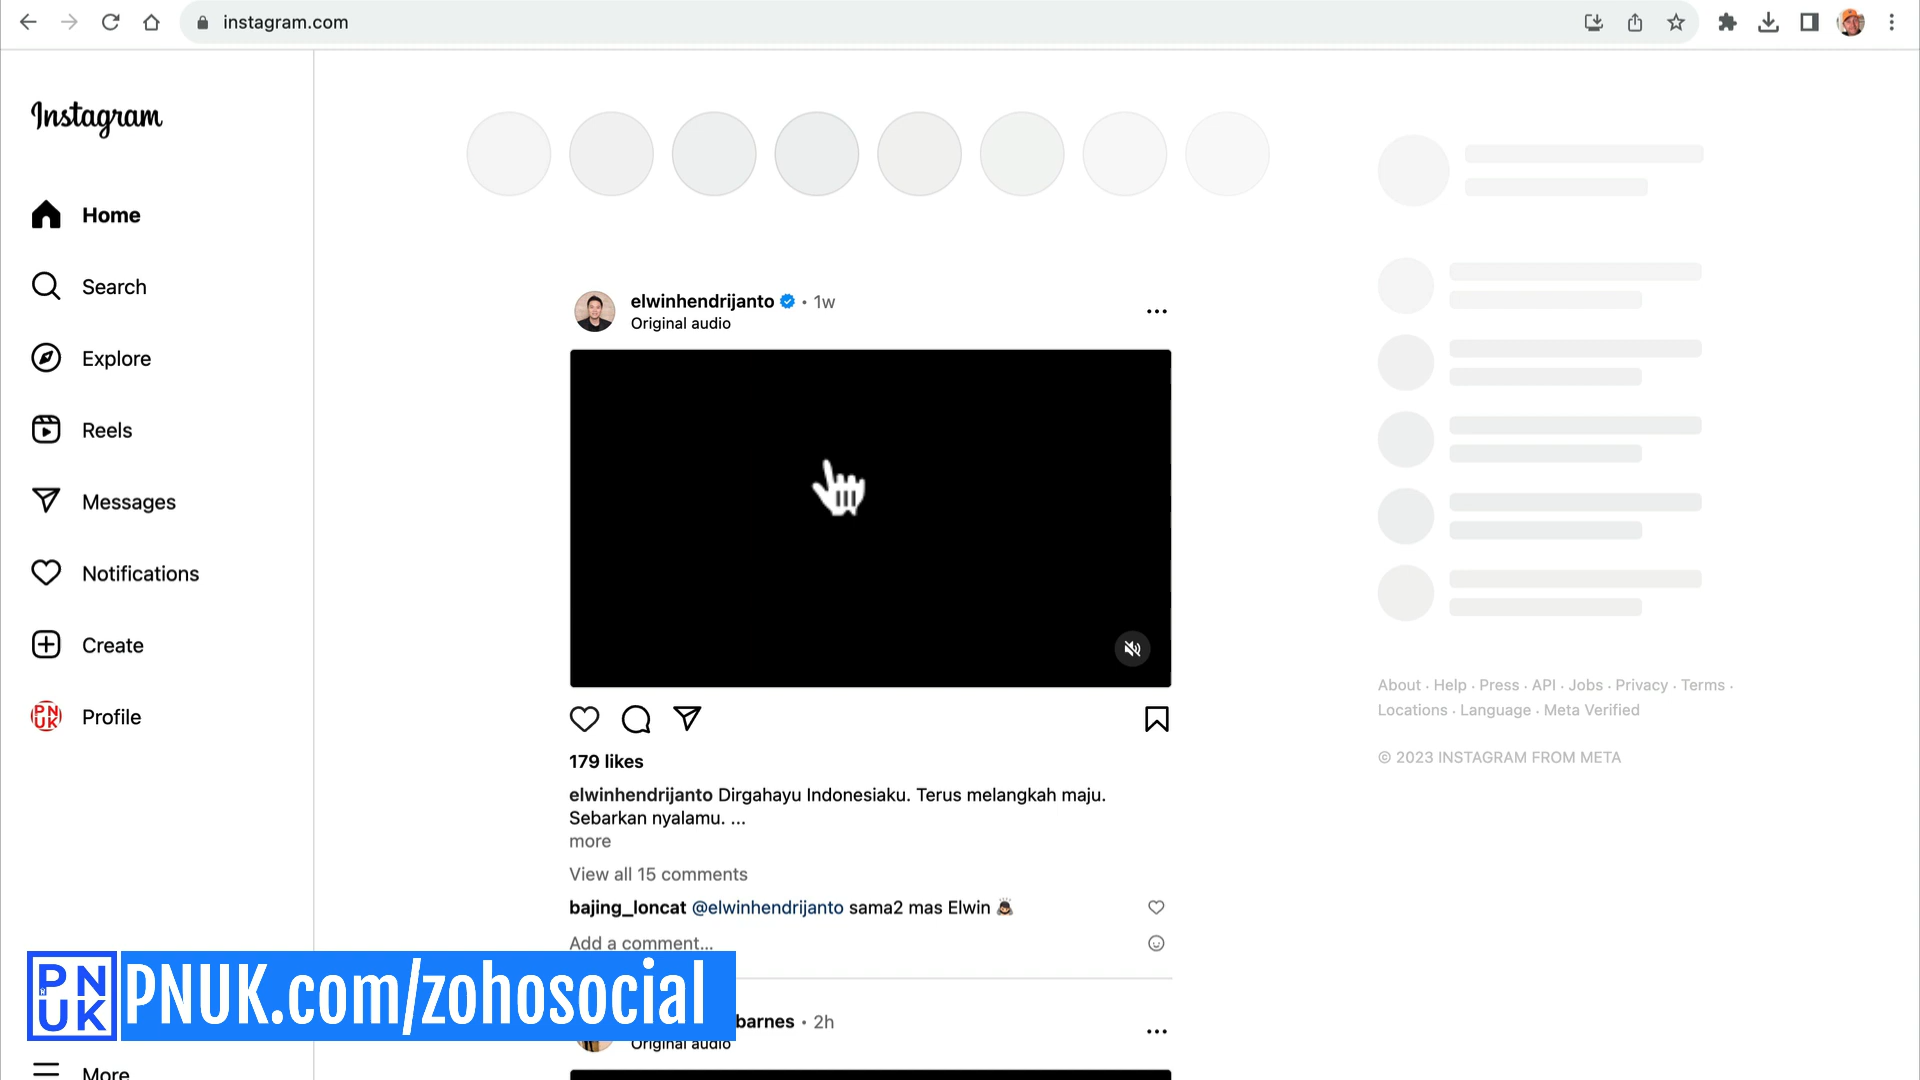 instagram.com
Instagram
Home
Search
Explore
Reels
Messages
Notifications
Create
PN
UK
Profile
More
elwinhendrijanto • 1w
Original audio
179 likes
elwinhendrijanto Dirgahayu Indonesiaku. Terus melangkah maju.
Sebarkan nyalamu. ...
more
View all 15 comments
bajing_loncat @elwinhendrijanto sama2 mas Elwin 🙇🏾
Add a comment...
barnes • 2h
Original audio
About · Help · Press · API · Jobs · Privacy · Terms ·
Locations · Language · Meta Verified
© 2023 INSTAGRAM FROM META
PN
UK
PNUK.com/zohosocial